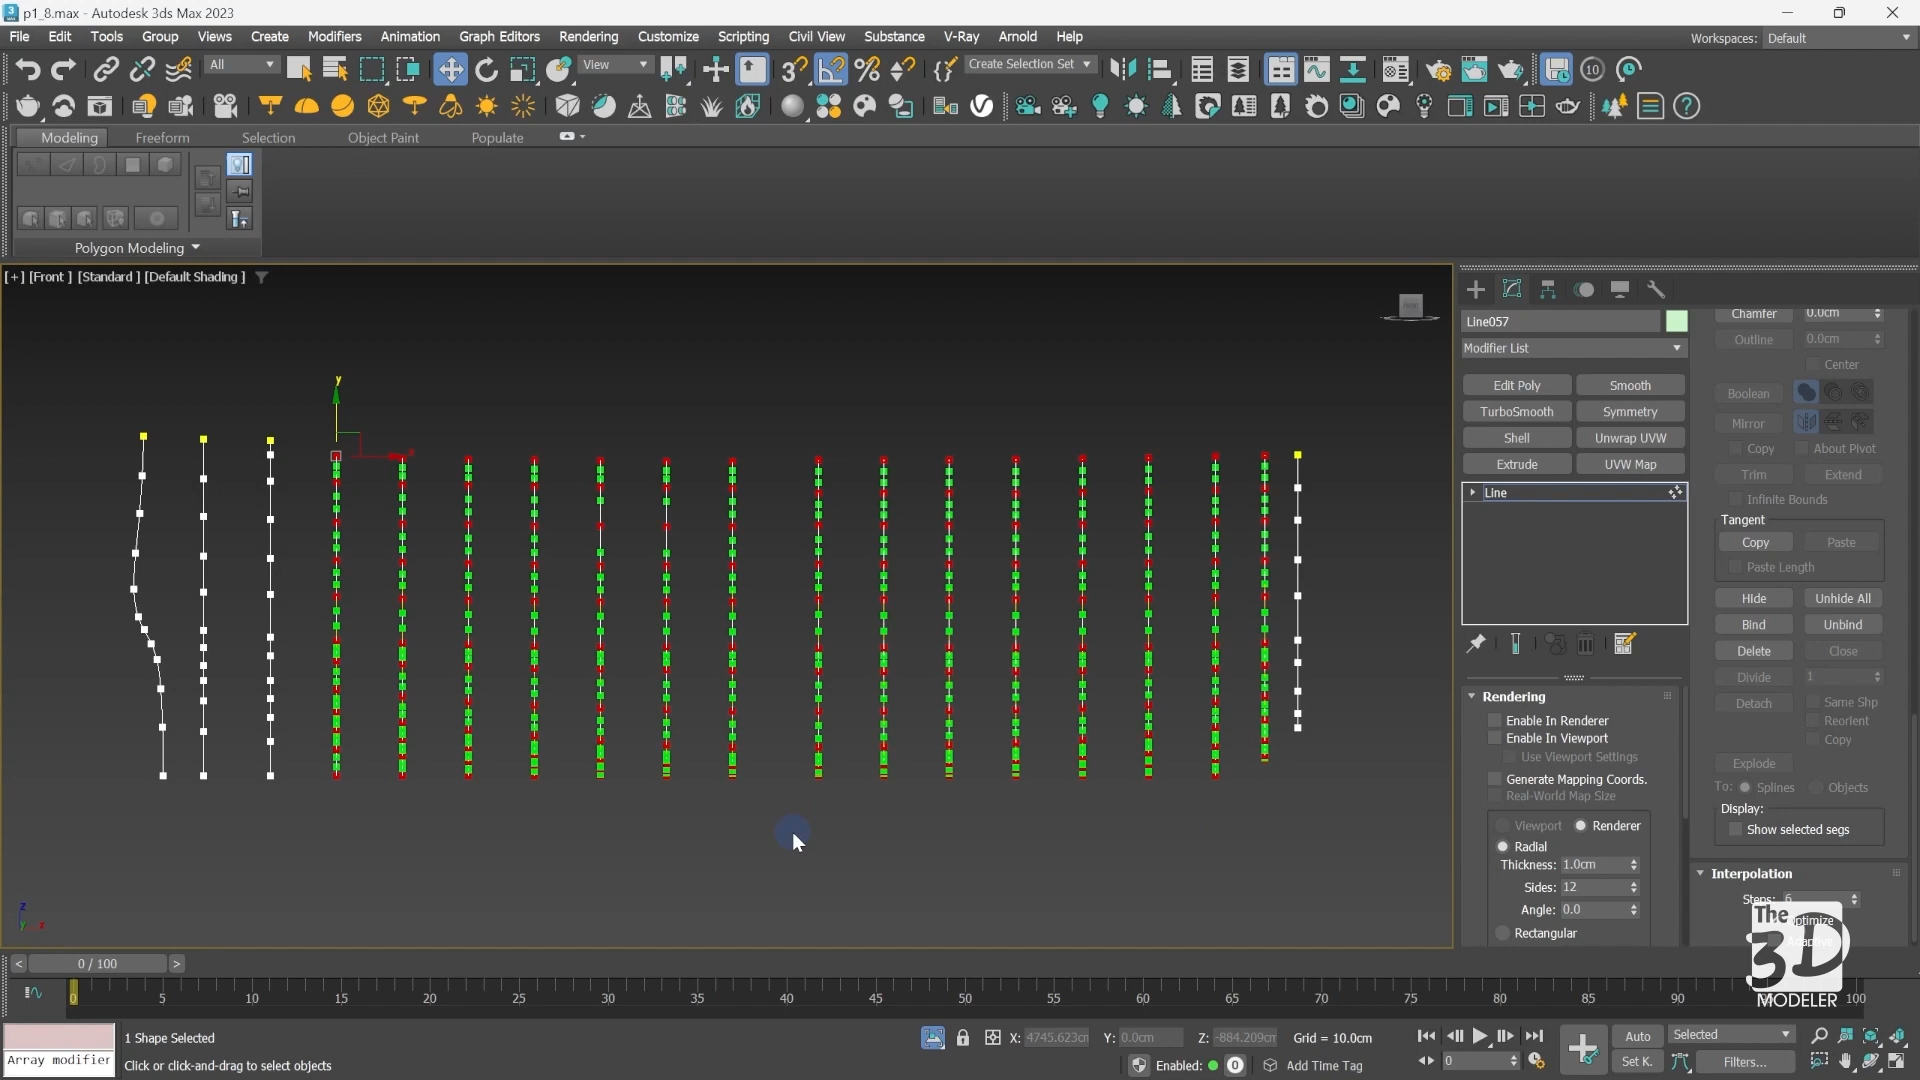 p1_8.max - Autodesk 3ds Max 2023
File Edit Tools Group Views Create Modifiers Animation Graph Editors Rendering Customize Scripting Civil View Substance V-Ray Arnold Help
Workspaces: Default
All View Create Selection Set
Modeling Freeform Selection Object Paint Populate
Polygon Modeling
[+] [Front ] [Standard ] [Default Shading ]
y
z
y x
Line057
Modifier List
Edit Poly Smooth
TurboSmooth Symmetry
Shell Unwrap UVW
Extrude UVW Map
Line
Rendering
Enable In Renderer
Enable In Viewport
Use Viewport Settings
Generate Mapping Coords.
Real-World Map Size
Viewport Renderer
Radial
Thickness: 1.0cm
Sides: 12
Angle: 0.0
Rectangular
Chamfer 0.0cm
Outline 0.0cm
Center
Boolean
Mirror
Copy About Pivot
Trim Extend
Infinite Bounds
Tangent
Copy Paste
Paste Length
Hide Unhide All
Bind Unbind
Delete Close
Divide 1
Detach Same Shp
Reorient
Copy
Explode
To: Splines Objects
Display:
Show selected segs
Interpolation
Steps: 6
The 3D MODELER
< 0 / 100 >
0 5 10 15 20 25 30 35 40 45 50 55 60 65 70 75 80 85 90 100
Array modifier
1 Shape Selected
Click or click-and-drag to select objects
X: 4745.623cm Y: 0.0cm Z: -884.209cm Grid = 10.0cm
Enabled: 0 Add Time Tag
0
Auto Selected
Set K. Filters...